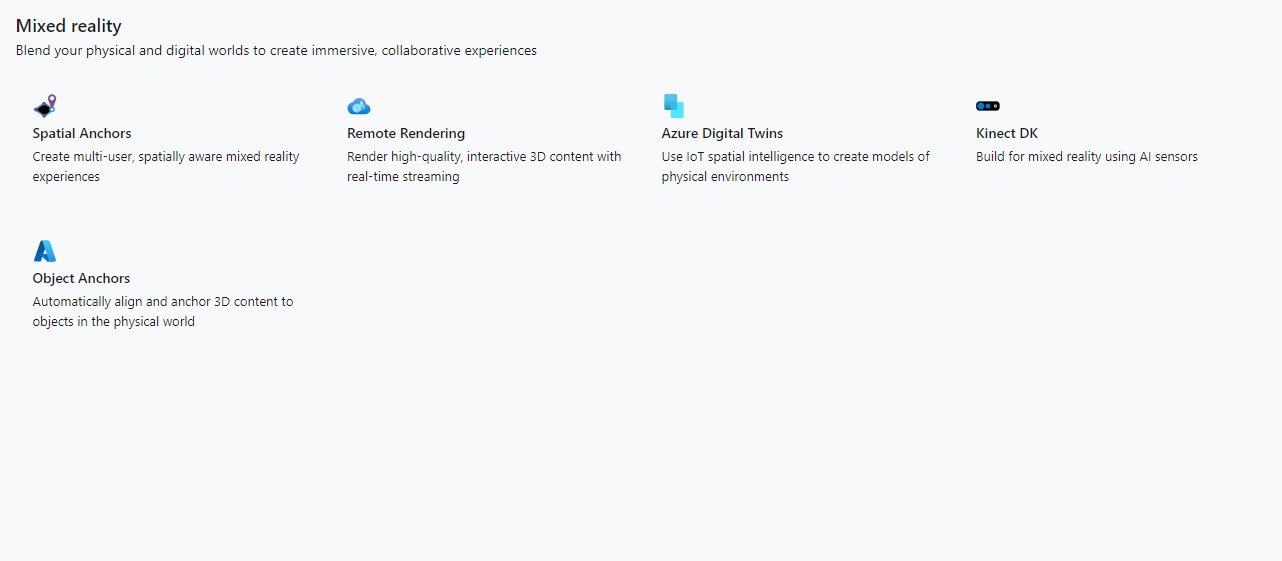 Mixed reality
Blend your physical and digital worlds to create immersive, collaborative experiences
Spatial Anchors
Create multi-user, spatially aware mixed reality
experiences
Remote Rendering
Render high-quality, interactive 3D content with
real-time streaming
Azure Digital Twins
Use IoT spatial intelligence to create models of
physical environments
Kinect DK
Build for mixed reality using AI sensors
Object Anchors
Automatically align and anchor 3D content to
objects in the physical world